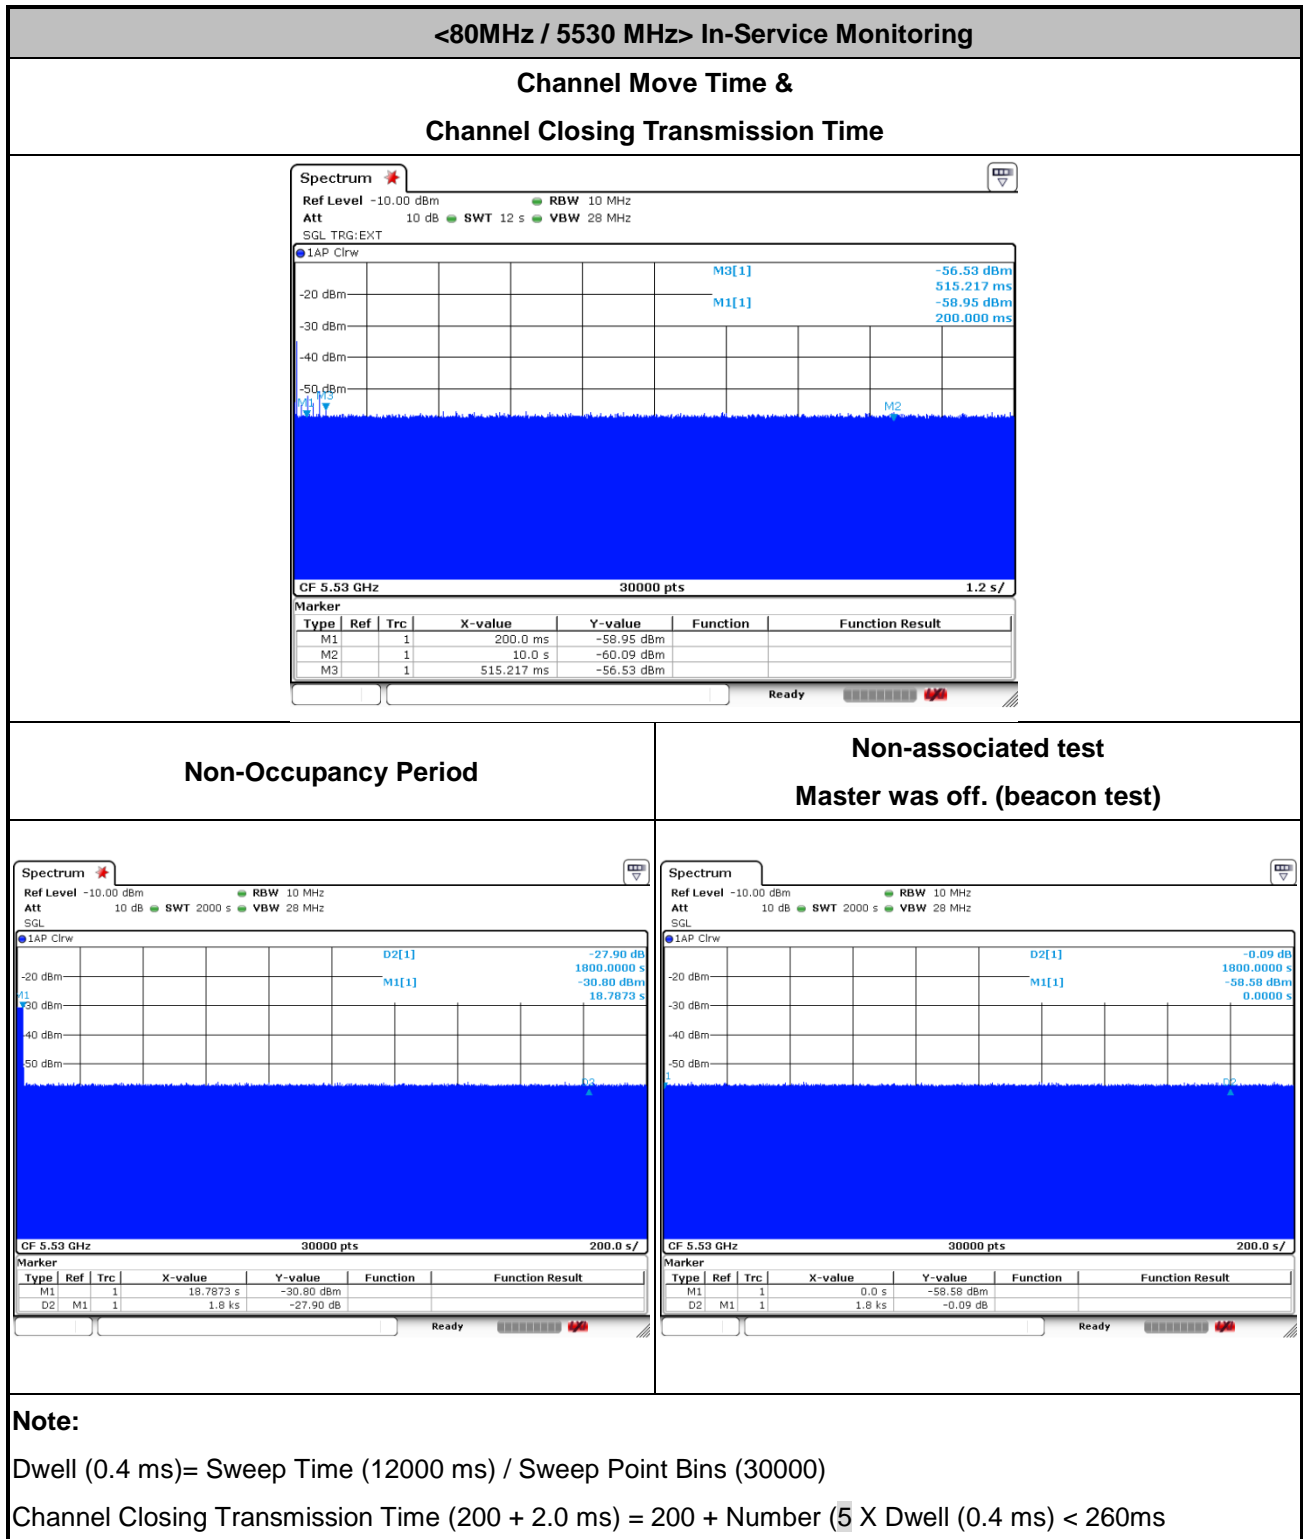 <80MHz / 5530 MHz> In-Service Monitoring
Channel Move Time &
Channel Closing Transmission Time
Spectrum
Ref Level -10.00 dBm RBW 10 MHz
Att 10 dB SWT 12 s VBW 28 MHz
SGL TRG:EXT
1AP Clrw
M3[1] -56.53 dBm
515.217 ms
-20 dBm
M1[1] -58.95 dBm
200.000 ms
-30 dBm
-40 dBm
-50 dBm
M1 M3 M2
CF 5.53 GHz 30000 pts 1.2 s/
Marker
Type Ref Trc X-value Y-value Function Function Result
M1 1 200.0 ms -58.95 dBm
M2 1 10.0 s -60.09 dBm
M3 1 515.217 ms -56.53 dBm
Ready
Non-Occupancy Period
Non-associated test
Master was off. (beacon test)
Spectrum
Ref Level -10.00 dBm RBW 10 MHz
Att 10 dB SWT 2000 s VBW 28 MHz
SGL
1AP Clrw
D2[1] -27.90 dB
1800.0000 s
-20 dBm
M1[1] -30.80 dBm
18.7873 s
M1
-30 dBm
-40 dBm
-50 dBm
D2
CF 5.53 GHz 30000 pts 200.0 s/
Marker
Type Ref Trc X-value Y-value Function Function Result
M1 1 18.7873 s -30.80 dBm
D2 M1 1 1.8 ks -27.90 dB
Ready
Spectrum
Ref Level -10.00 dBm RBW 10 MHz
Att 10 dB SWT 2000 s VBW 28 MHz
SGL
1AP Clrw
D2[1] -0.09 dB
1800.0000 s
-20 dBm
M1[1] -58.58 dBm
0.0000 s
-30 dBm
-40 dBm
-50 dBm
1 D2
CF 5.53 GHz 30000 pts 200.0 s/
Marker
Type Ref Trc X-value Y-value Function Function Result
M1 1 0.0 s -58.58 dBm
D2 M1 1 1.8 ks -0.09 dB
Ready
Note:
Dwell (0.4 ms)= Sweep Time (12000 ms) / Sweep Point Bins (30000)
Channel Closing Transmission Time (200 + 2.0 ms) = 200 + Number (5 X Dwell (0.4 ms) < 260ms